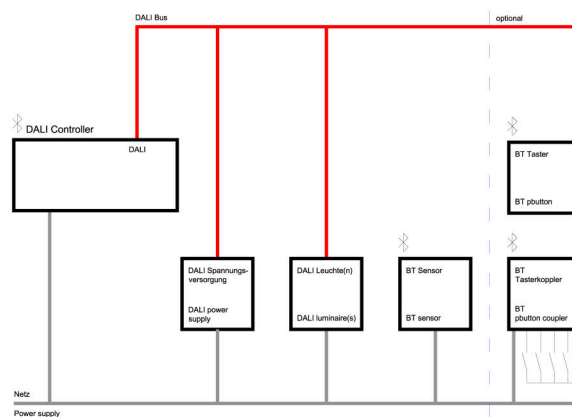 DALI Bus
optional
DALI Controller
DALI
BT Taster
BT pbutton
DALI Spannungs-
versorgung
DALI power
supply
DALI Leuchte(n)
DALI luminaire(s)
BT Sensor
BT sensor
BT
Tasterkoppler
BT
pbutton coupler
Netz
Power supply